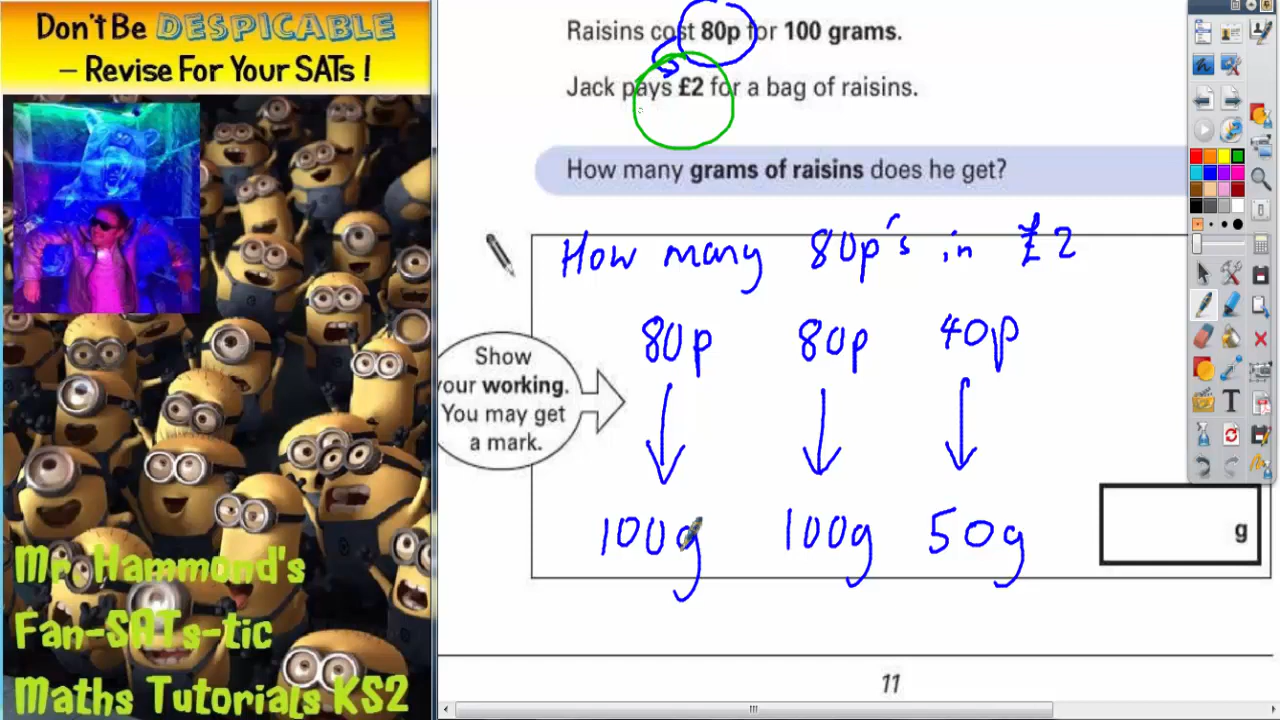 Don't Be DESPICABLE
– Revise For Your SATs !
Mr. Hammond's
Fan-SATs-tic
Maths Tutorials KS2
Raisins cost 80p for 100 grams.
Jack pays £2 for a bag of raisins.
How many grams of raisins does he get?
How many 80p's in £2
Show
your working.
You may get
a mark.
80p 80p 40p
100g 100g 50g
g
11